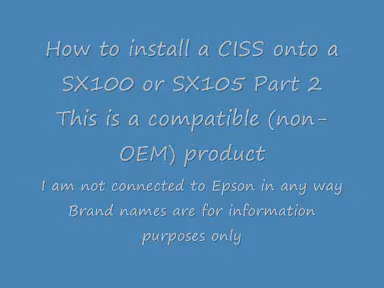 How to install a CISS onto a
SX100 or SX105 Part 2
This is a compatible (non-
OEM) product
I am not connected to Epson in any way
Brand names are for information
purposes only